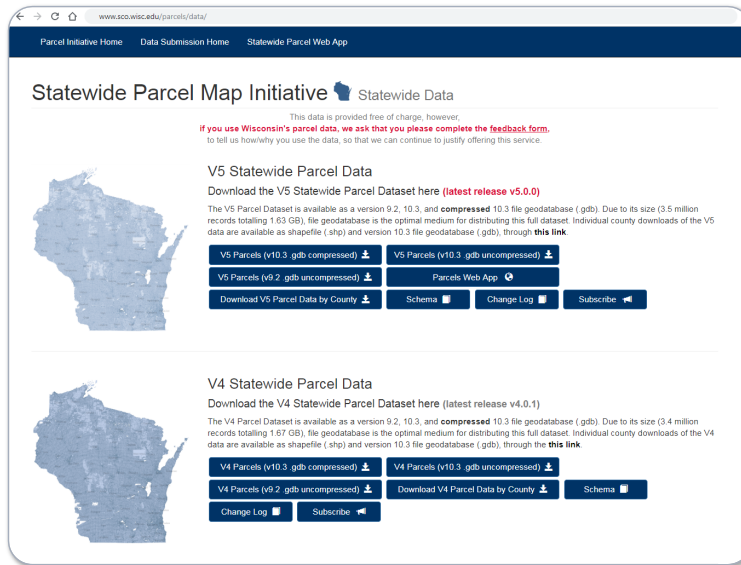 www.sco.wisc.edu/parcels/data/
Parcel Initiative Home Data Submission Home Statewide Parcel Web App
Statewide Parcel Map Initiative Statewide Data
This data is provided free of charge, however,
if you use Wisconsin's parcel data, we ask that you please complete the feedback form,
to tell us how/why you use the data, so that we can continue to justify offering this service.
V5 Statewide Parcel Data
Download the V5 Statewide Parcel Dataset here (latest release v5.0.0)
The V5 Parcel Dataset is available as a version 9.2, 10.3, and compressed 10.3 file geodatabase (.gdb). Due to its size (3.5 million
records totalling 1.63 GB), file geodatabase is the optimal medium for distributing this full dataset. Individual county downloads of the V5
data are available as shapefile (.shp) and version 10.3 file geodatabase (.gdb), through this link.
V5 Parcels (v10.3 .gdb compressed) V5 Parcels (v10.3 .gdb uncompressed)
V5 Parcels (v9.2 .gdb uncompressed) Parcels Web App
Download V5 Parcel Data by County Schema Change Log Subscribe
V4 Statewide Parcel Data
Download the V4 Statewide Parcel Dataset here (latest release v4.0.1)
The V4 Parcel Dataset is available as a version 9.2, 10.3, and compressed 10.3 file geodatabase (.gdb). Due to its size (3.4 million
records totalling 1.67 GB), file geodatabase is the optimal medium for distributing this full dataset. Individual county downloads of the V4
data are available as shapefile (.shp) and version 10.3 file geodatabase (.gdb), through the this link.
V4 Parcels (v10.3 .gdb compressed) V4 Parcels (v10.3 .gdb uncompressed)
V4 Parcels (v9.2 .gdb uncompressed) Download V4 Parcel Data by County Schema
Change Log Subscribe